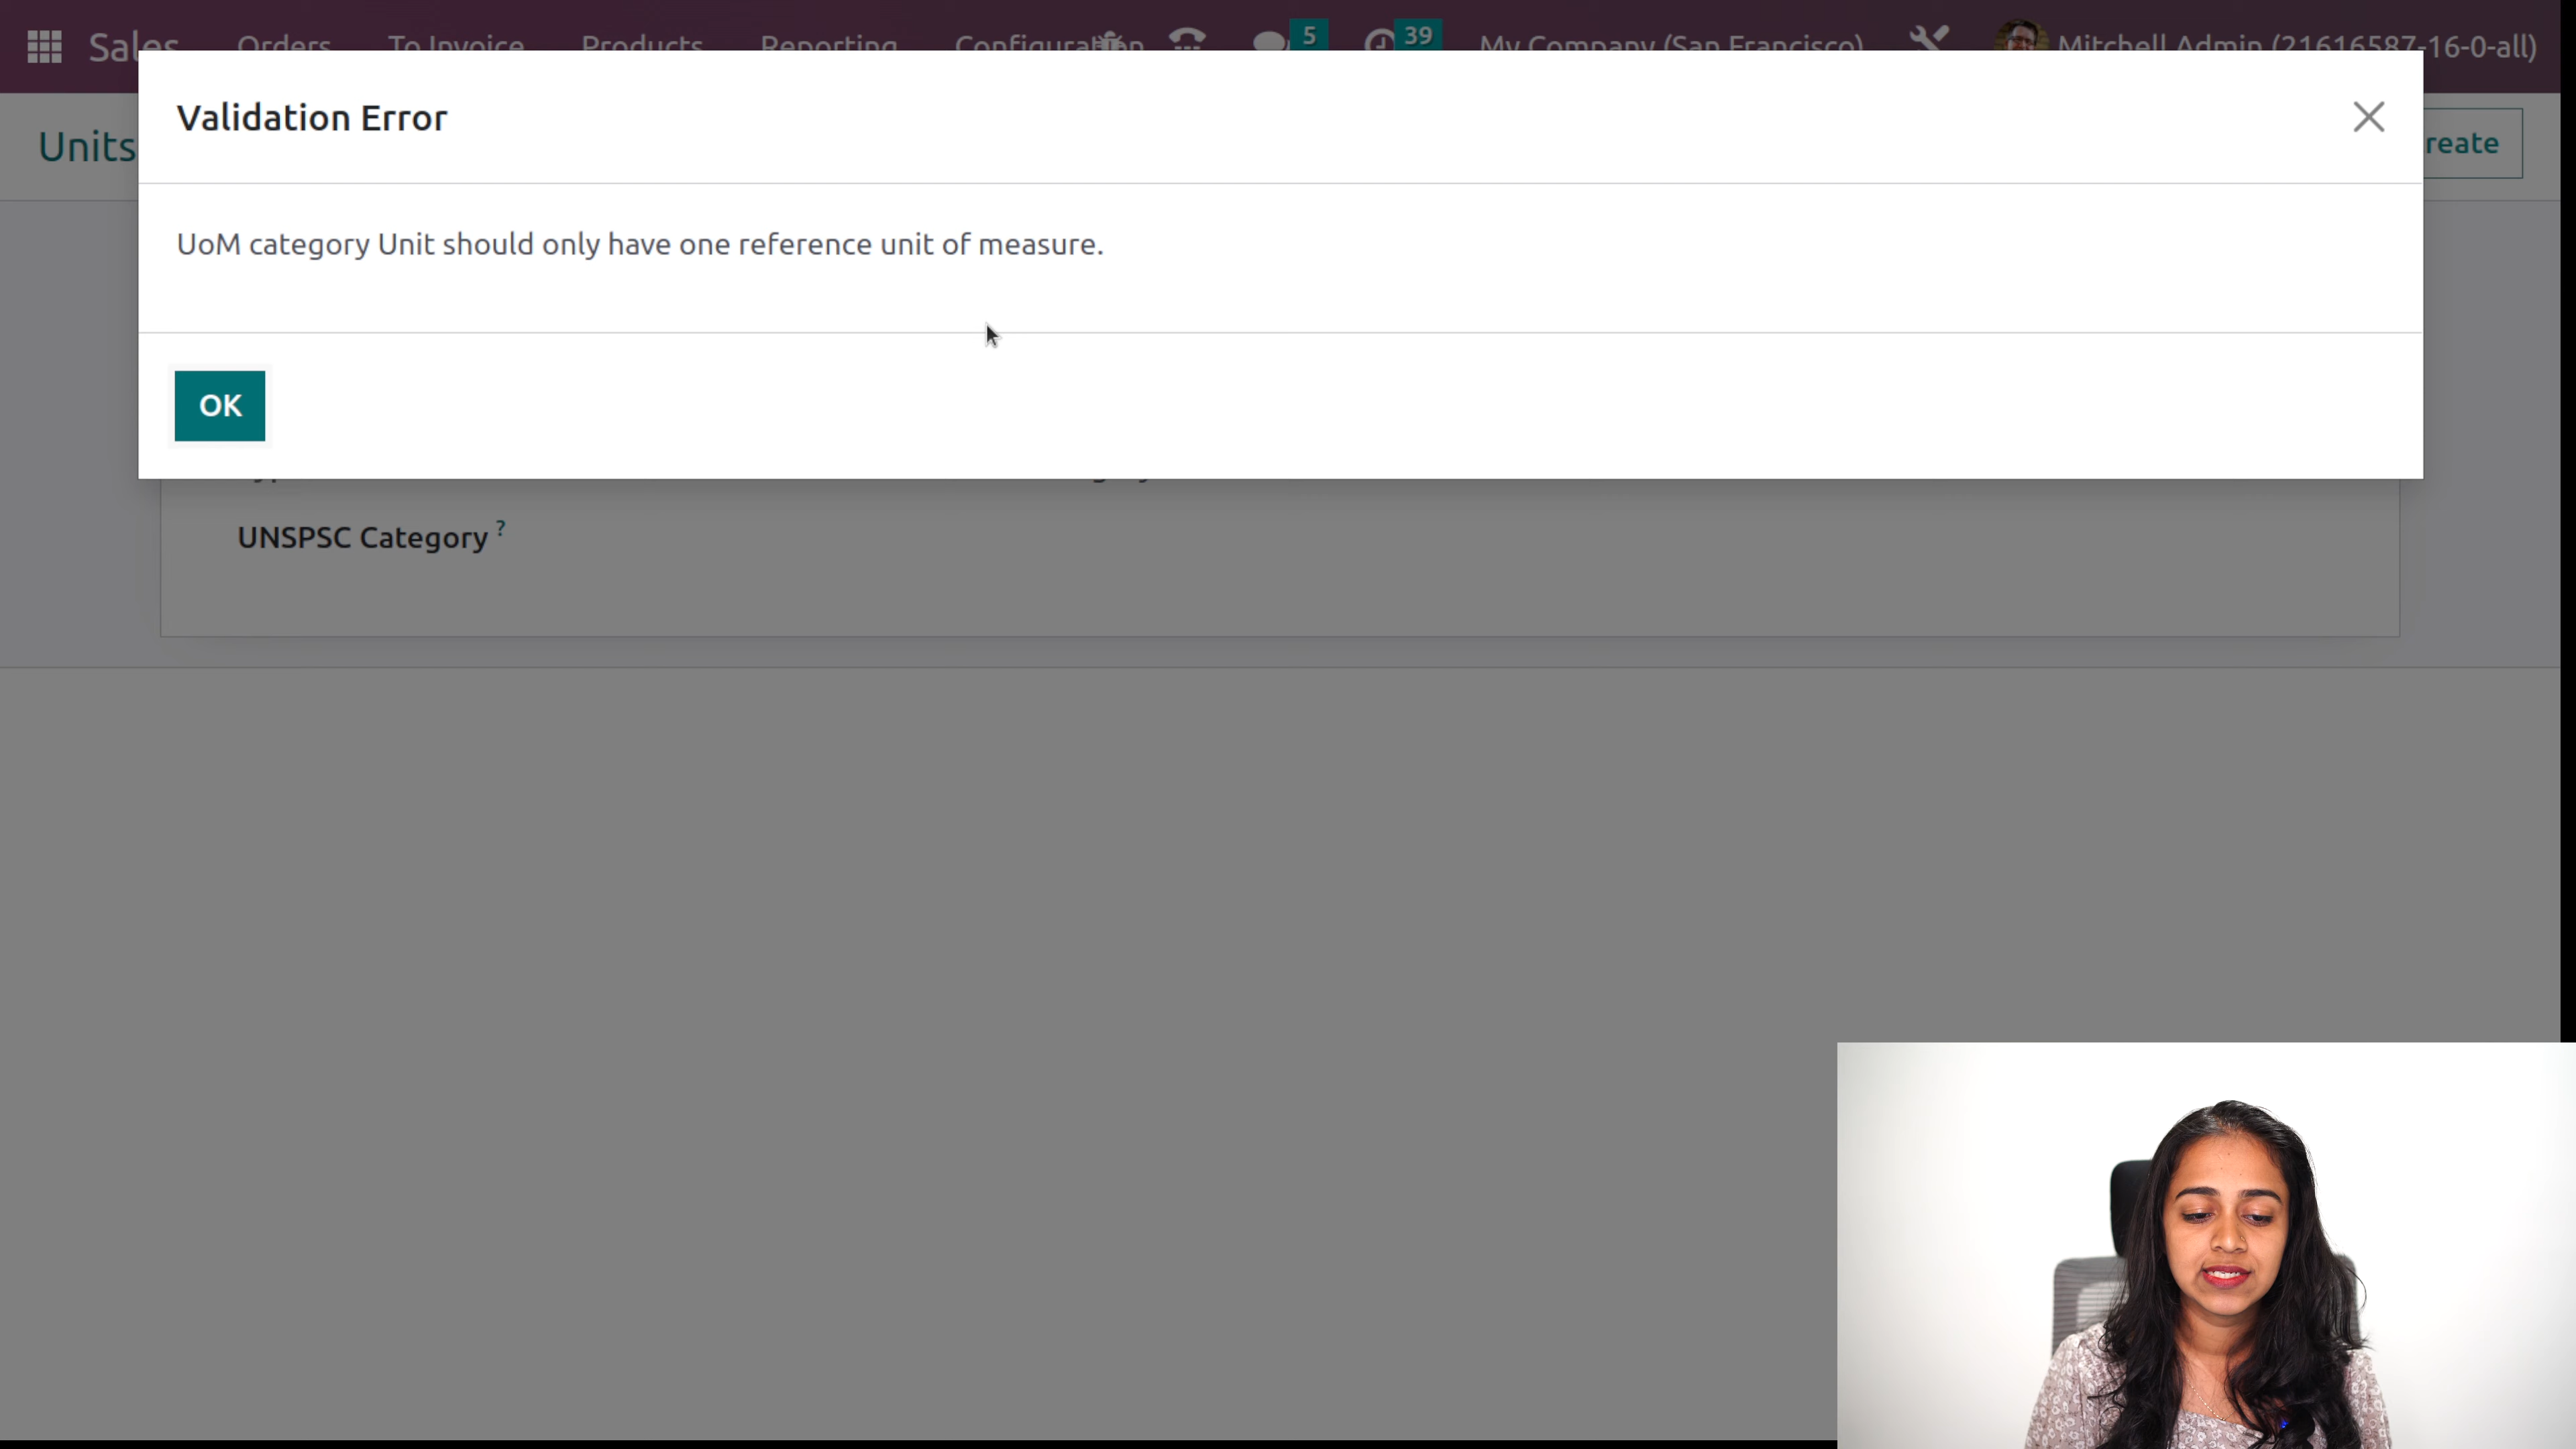 Sales Orders To Invoice Products Reporting Configuration 5 39 My Company (San Francisco) Mitchell Admin (21616587-16-0-all)
Validation Error
Units reate
UoM category Unit should only have one reference unit of measure.
OK
UNSPSC Category ?